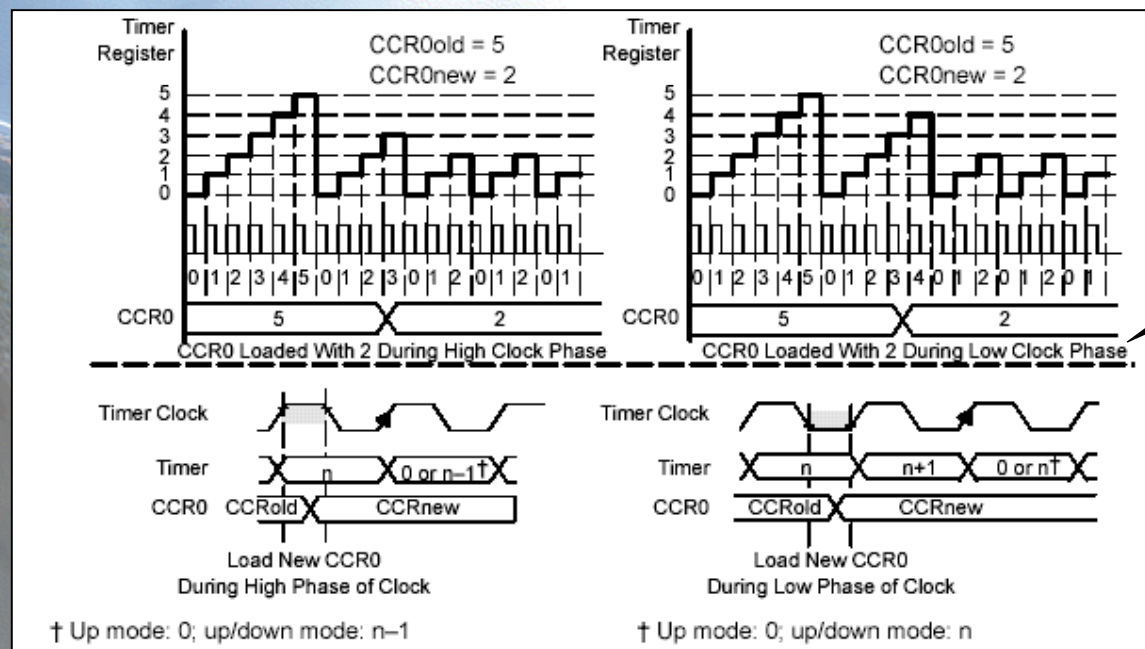 Timer
Register
CCR0old = 5
CCR0new = 2
5
4
3
2
1
0
0 1 2 3 4 5 0 1 2 3 0 1 2 0 1 2 0 1
CCR0
5
2
CCR0 Loaded With 2 During High Clock Phase
Timer
Register
CCR0old = 5
CCR0new = 2
5
4
3
2
1
0
0 1 2 3 4 5 0 1 2 3 4 0 1 2 0 1 2 0 1
CCR0
5
2
CCR0 Loaded With 2 During Low Clock Phase
Timer Clock
Timer
n
0 or n–1†
CCR0
CCRold
CCRnew
Load New CCR0
During High Phase of Clock
† Up mode: 0; up/down mode: n–1
Timer Clock
Timer
n
n+1
0 or n†
CCR0
CCRold
CCRnew
Load New CCR0
During Low Phase of Clock
† Up mode: 0; up/down mode: n